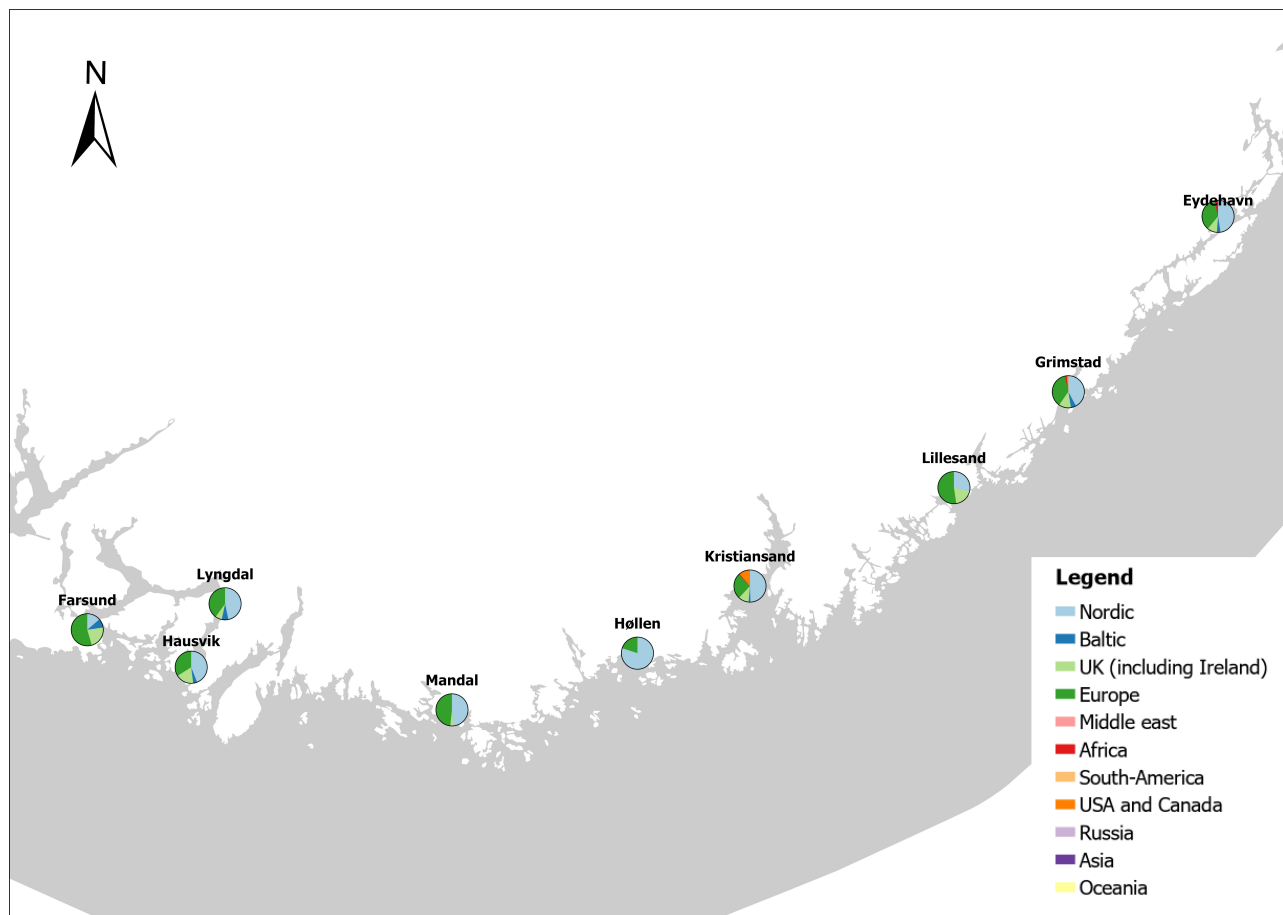 N
Eydehavn
Grimstad
Lillesand
Kristiansand
Lyngdal
Farsund
Hausvik
Høllen
Mandal
Legend
Nordic
Baltic
UK (including Ireland)
Europe
Middle east
Africa
South-America
USA and Canada
Russia
Asia
Oceania